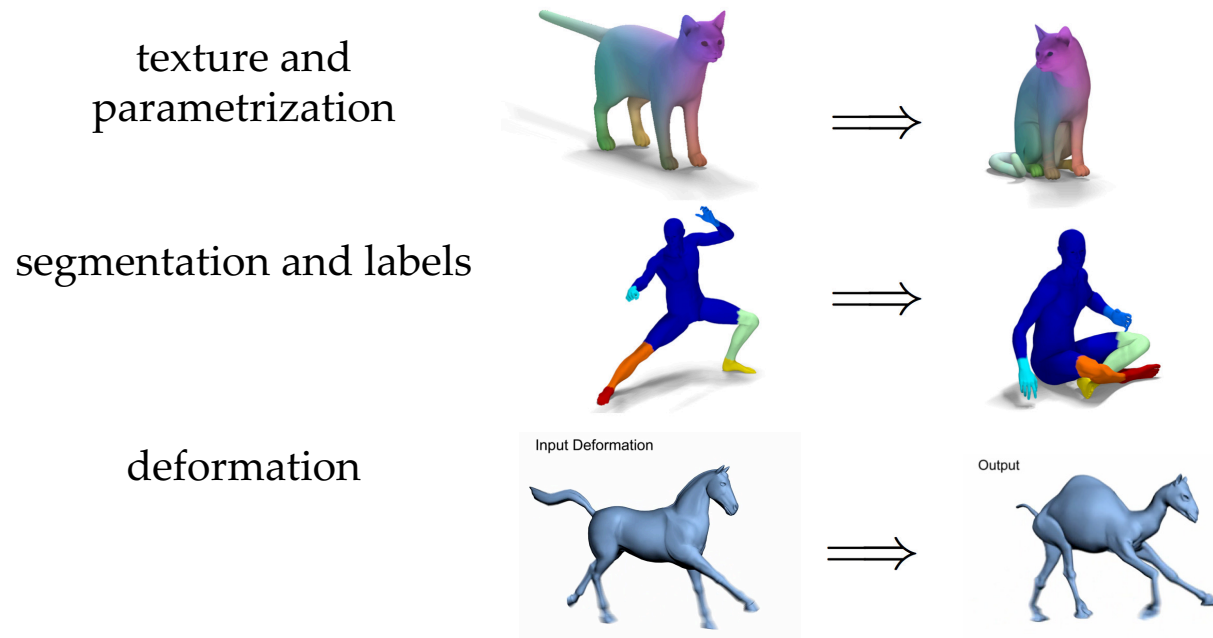 texture and
parametrization
segmentation and labels
deformation
Input Deformation
Output